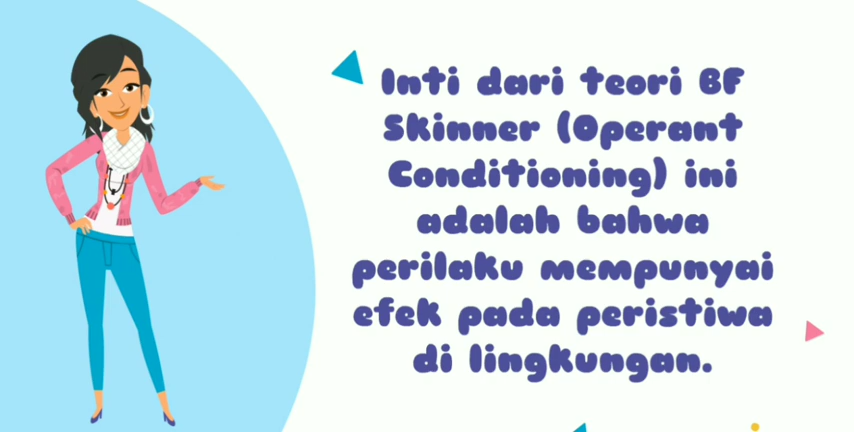 Inti dari teori BF
Skinner (Operant
Conditioning) ini
adalah bahwa
perilaku mempunyai
efek pada peristiwa
di lingkungan.